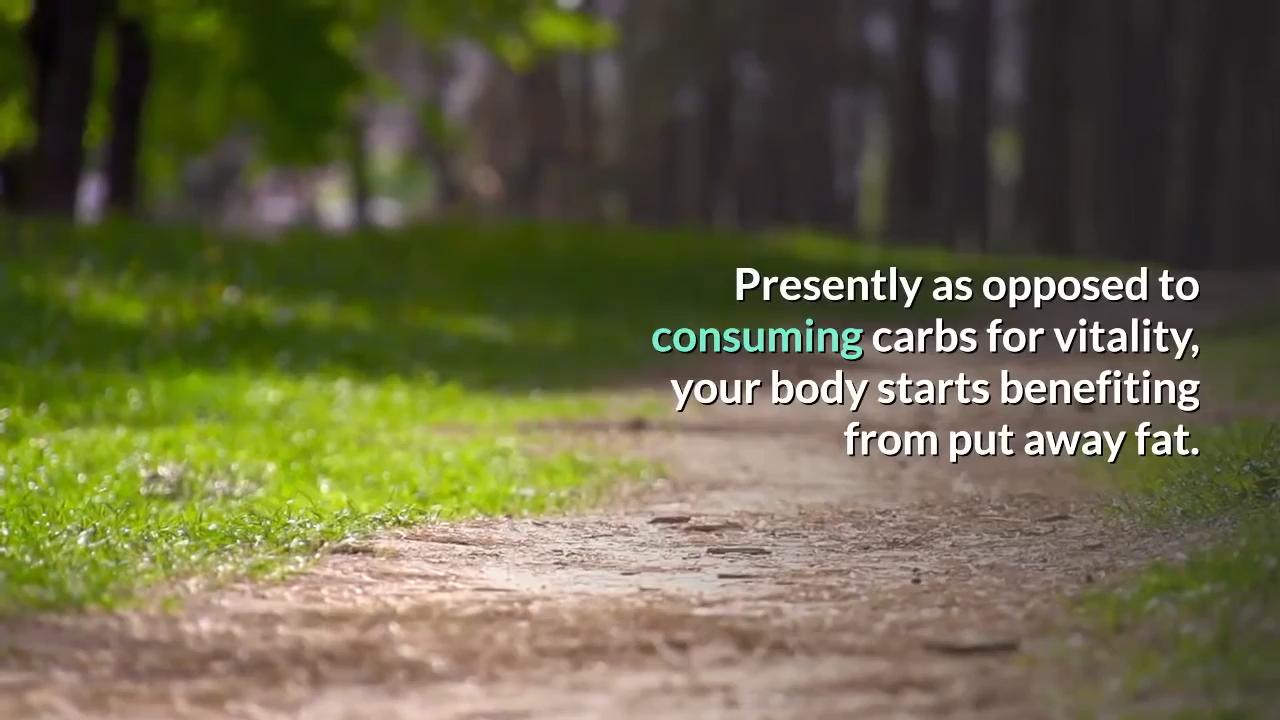 Presently as opposed to
consuming carbs for vitality,
your body starts benefiting
from put away fat.